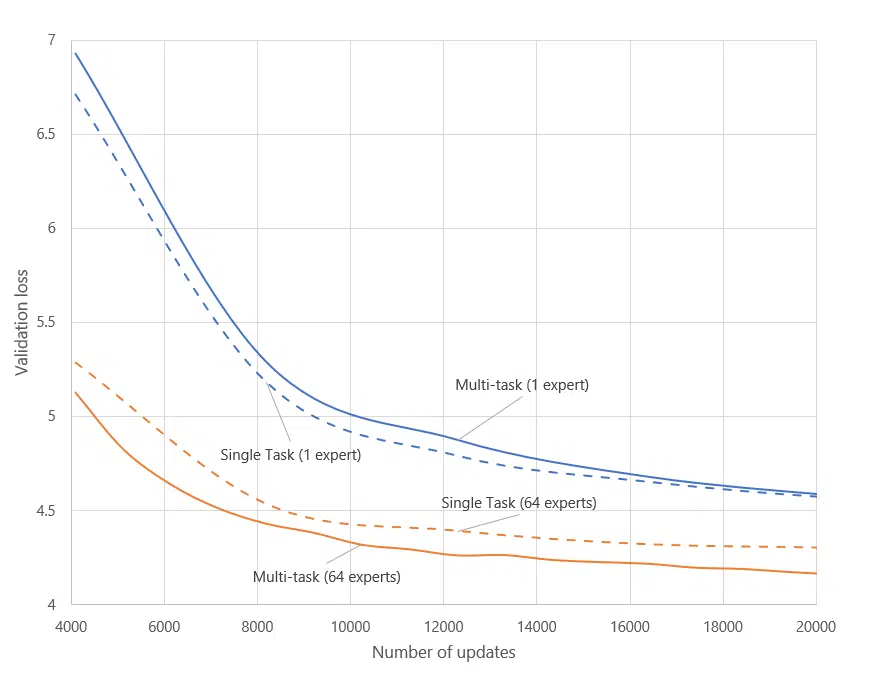 7
6.5
6
5.5
5
4.5
4
Validation loss
Multi-task (1 expert)
Single Task (1 expert)
Single Task (64 experts)
Multi-task (64 experts)
4000 6000 8000 10000 12000 14000 16000 18000 20000
Number of updates